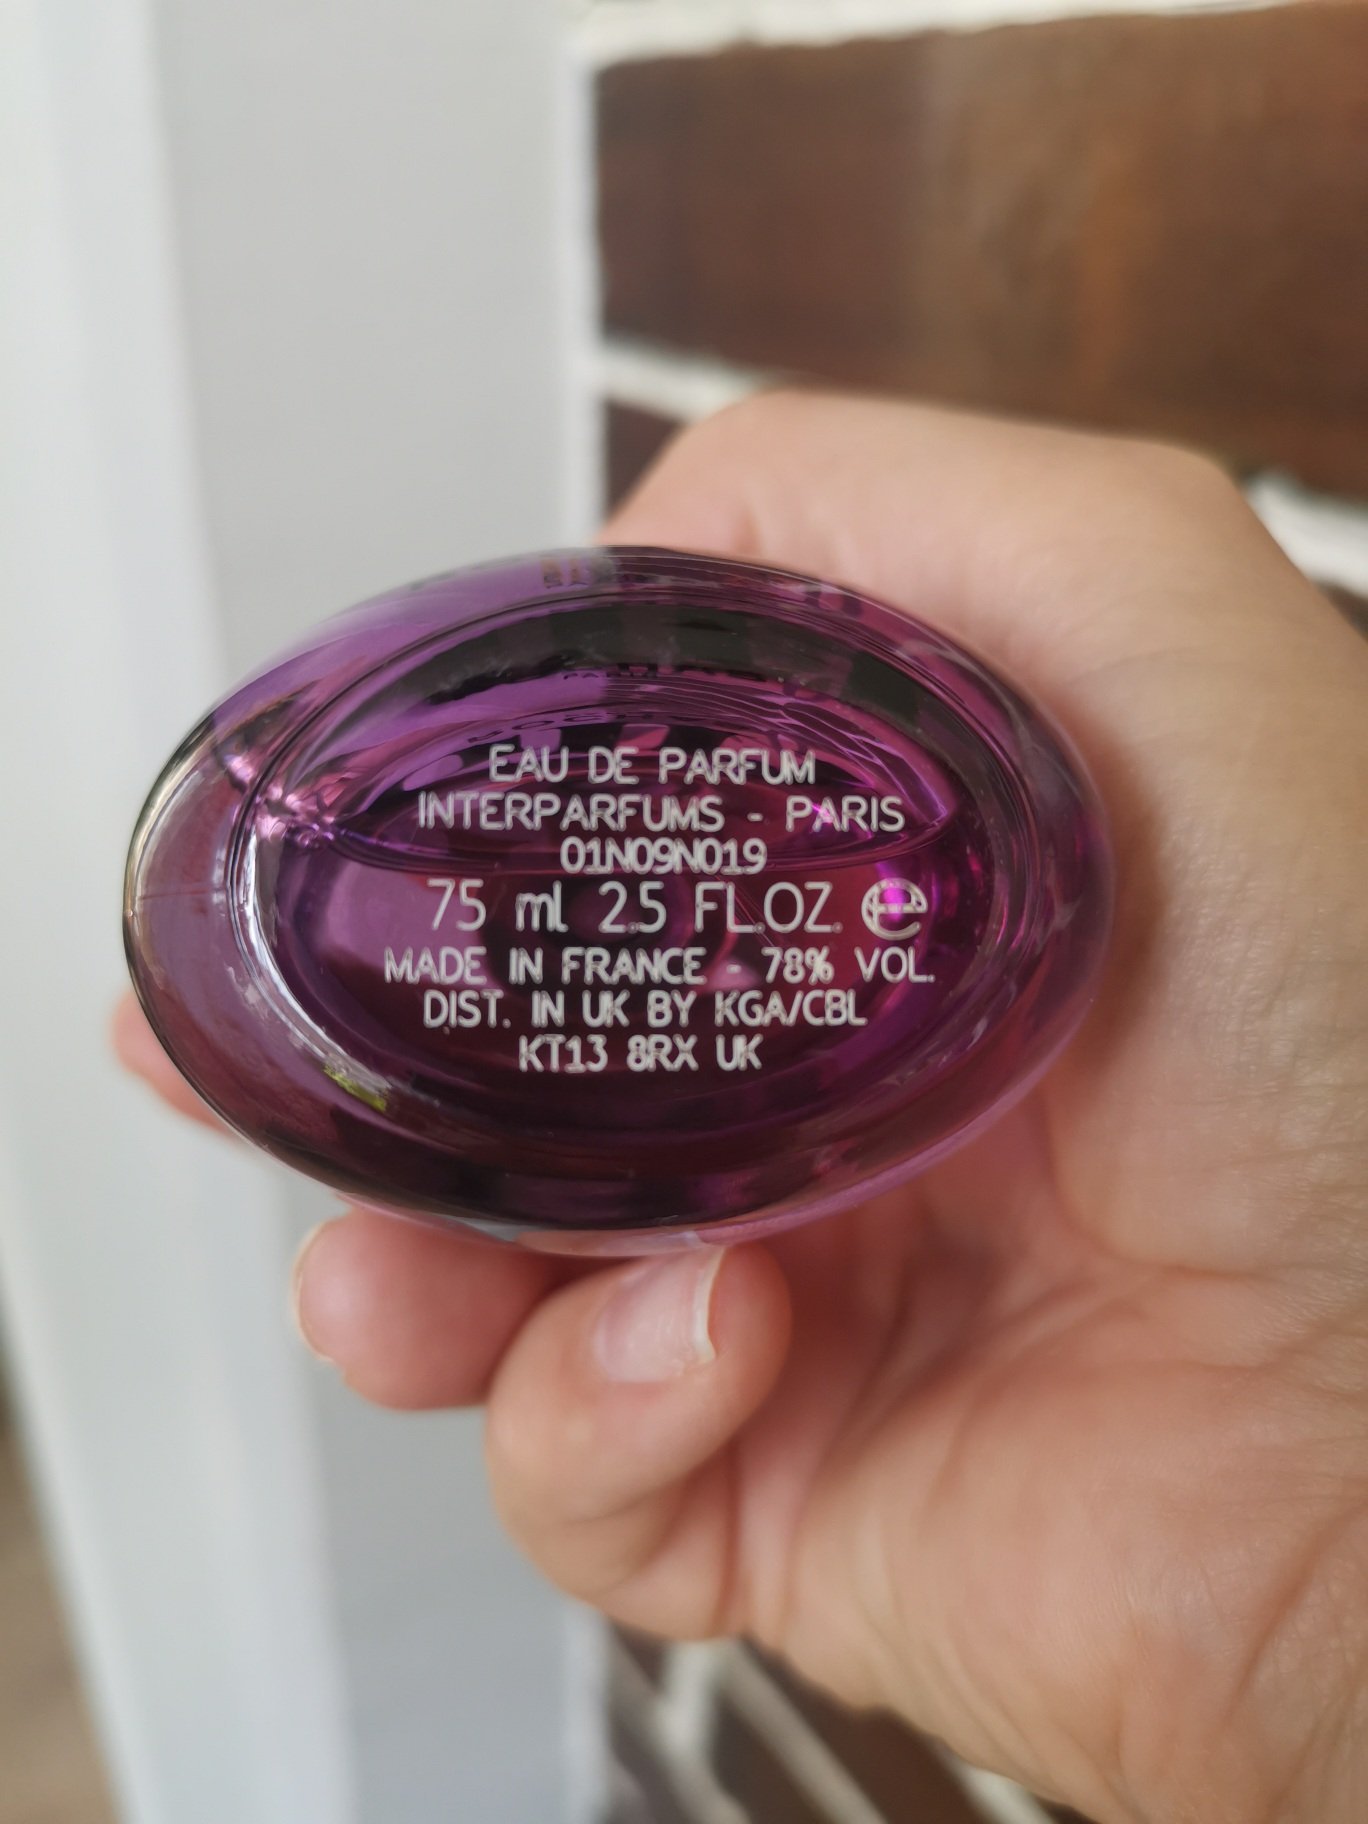 EAU DE PARFUM
INTERPARFUMS - PARIS
01N09N019
75 ml 2.5 FL.OZ. e
MADE IN FRANCE - 78% VOL.
DIST. IN UK BY KGA/CBL
KT13 8RX UK